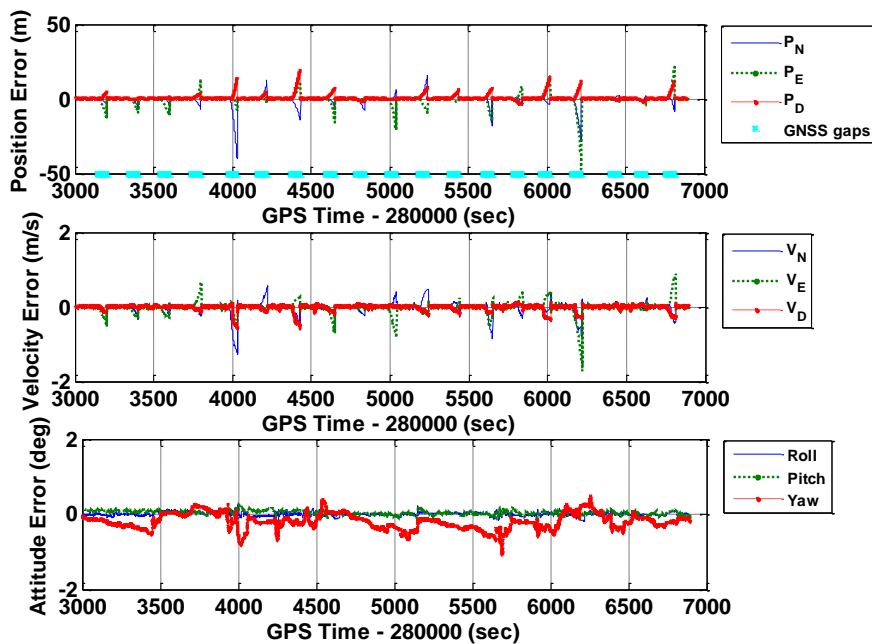 Position Error (m)
50
0
-50
3000 3500 4000 4500 5000 5500 6000 6500 7000
GPS Time - 280000 (sec)
P_N
P_E
P_D
GNSS gaps
Velocity Error (m/s)
2
0
-2
3000 3500 4000 4500 5000 5500 6000 6500 7000
GPS Time - 280000 (sec)
V_N
V_E
V_D
Attitude Error (deg)
2
0
-2
3000 3500 4000 4500 5000 5500 6000 6500 7000
GPS Time - 280000 (sec)
Roll
Pitch
Yaw